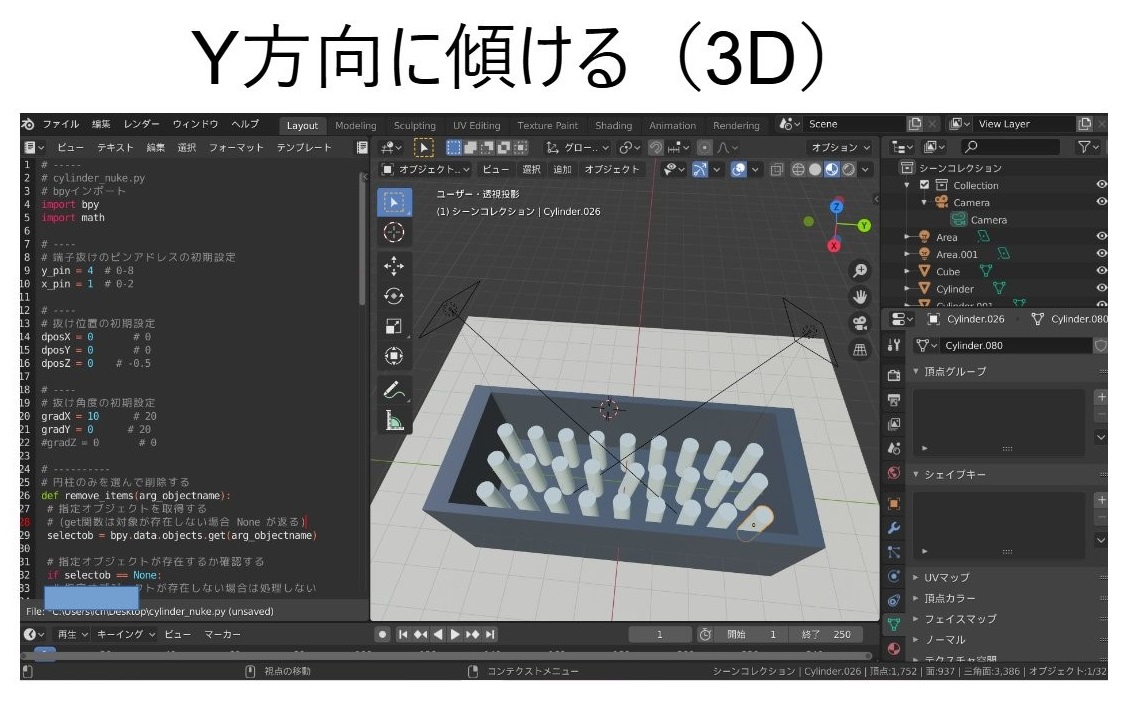 Y方向に傾ける（3D）
ファイル 編集 レンダー ウィンドウ ヘルプ Layout Modeling Sculpting UV Editing Texture Paint Shading Animation Rendering Scene View Layer
ビュー テキスト 編集 選択 フォーマット テンプレート グロー.. オプション
オブジェクト.. ビュー 選択 追加 オブジェクト
ユーザー・透視投影
(1) シーンコレクション | Cylinder.026
Z
Y
X
1 # -----
2 # cylinder_nuke.py
3 # bpyインポート
4 import bpy
5 import math
6
7 # ----
8 # 端子抜けのピンアドレスの初期設定
9 y_pin = 4 # 0-8
10 x_pin = 1 # 0-2
11
12 # ----
13 # 抜け位置の初期設定
14 dposX = 0 # 0
15 dposY = 0 # 0
16 dposZ = 0 # -0.5
17
18 # ----
19 # 抜け角度の初期設定
20 gradX = 10 # 20
21 gradY = 0 # 20
22 #gradZ = 0 # 0
23
24 # ----------
25 # 円柱のみを選んで削除する
26 def remove_items(arg_objectname):
27 # 指定オブジェクトを取得する
28 # (get関数は対象が存在しない場合 None が返る)
29 selectob = bpy.data.objects.get(arg_objectname)
30
31 # 指定オブジェクトが存在するか確認する
32 if selectob == None:
33 # 指定オブジェクトが存在しない場合は処理しない
File: *C:\Users\ \Desktop\cylinder_nuke.py (unsaved)
シーンコレクション
Collection
Camera
Camera
Area
Area.001
Cube
Cylinder
Cylinder.001
Cylinder.026 Cylinder.080
Cylinder.080
頂点グループ
シェイプキー
UVマップ
頂点カラー
フェイスマップ
ノーマル
テクスチャ空間
再生 キーイング ビュー マーカー 1 開始 1 終了 250
視点の移動 コンテクストメニュー シーンコレクション | Cylinder.026 | 頂点:1,752 | 面:937 | 三角面:3,386 | オブジェクト:1/32